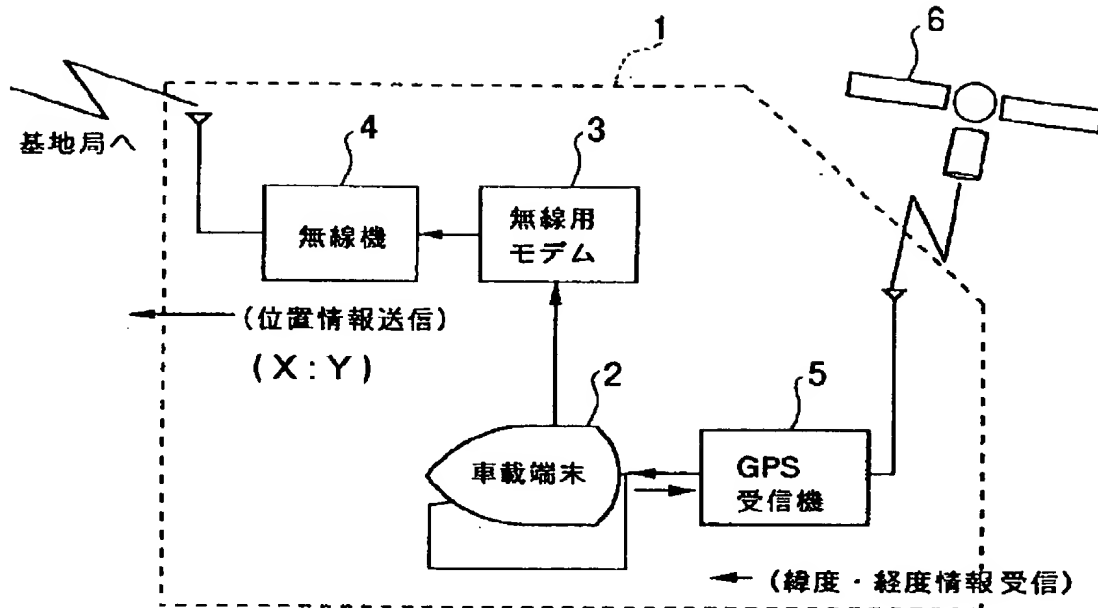 1
6
基地局へ
4
3
無線機
無線用
モデム
(位置情報送信)
(X:Y)
2
5
車載端末
GPS
受信機
(緯度・経度情報受信)